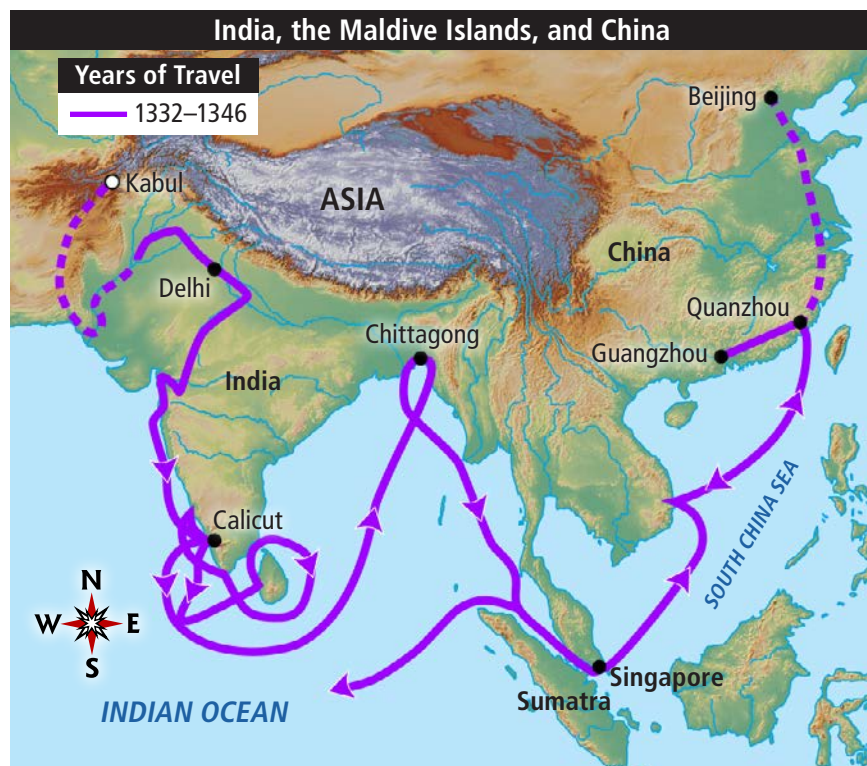 India, the Maldive Islands, and China
Years of Travel
1332–1346
Beijing
Kabul
ASIA
China
Delhi
Quanzhou
Chittagong
Guangzhou
India
Calicut
SOUTH CHINA SEA
N
W E
S
Singapore
Sumatra
INDIAN OCEAN